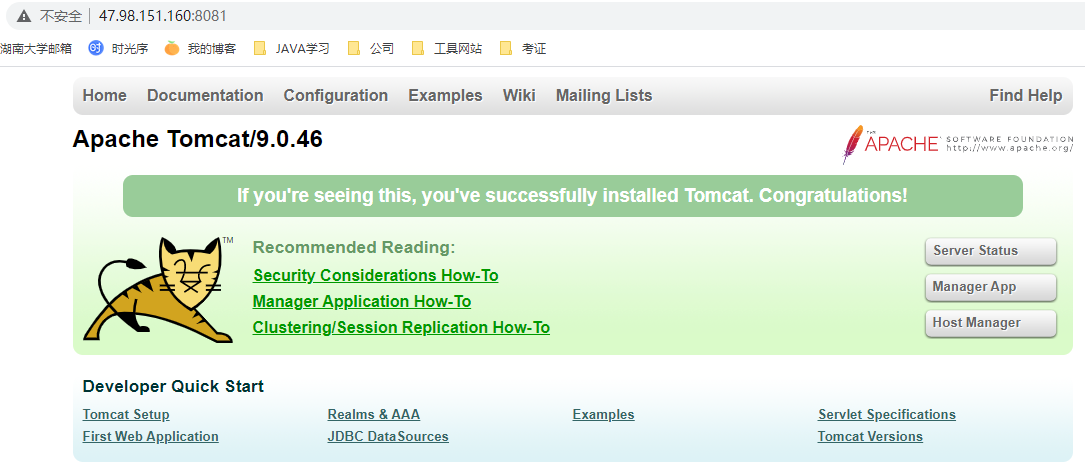 不安全 47.98.151.160:8081
湖南大学邮箱 时光序 我的博客 JAVA学习 公司 工具网站 考证
Home Documentation Configuration Examples Wiki Mailing Lists Find Help
Apache Tomcat/9.0.46
THE APACHE SOFTWARE FOUNDATION
http://www.apache.org/
If you're seeing this, you've successfully installed Tomcat. Congratulations!
TM
Recommended Reading:
Security Considerations How-To
Manager Application How-To
Clustering/Session Replication How-To
Server Status
Manager App
Host Manager
Developer Quick Start
Tomcat Setup Realms & AAA Examples Servlet Specifications
First Web Application JDBC DataSources Tomcat Versions